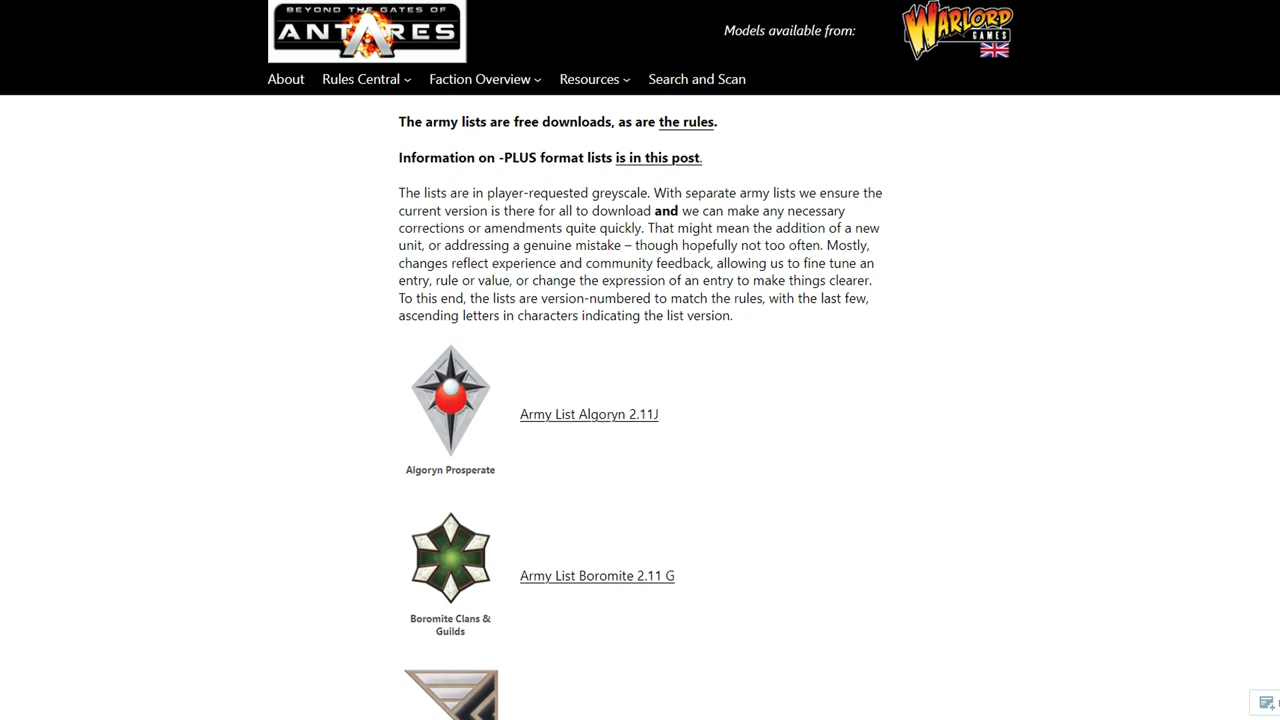 BEYOND THE GATES OF
ANTARES
Models available from:
WARLORD
GAMES
About Rules Central Faction Overview Resources Search and Scan
The army lists are free downloads, as are the rules.
Information on -PLUS format lists is in this post.
The lists are in player-requested greyscale. With separate army lists we ensure the
current version is there for all to download and we can make any necessary
corrections or amendments quite quickly. That might mean the addition of a new
unit, or addressing a genuine mistake – though hopefully not too often. Mostly,
changes reflect experience and community feedback, allowing us to fine tune an
entry, rule or value, or change the expression of an entry to make things clearer.
To this end, the lists are version-numbered to match the rules, with the last few,
ascending letters in characters indicating the list version.
Army List Algoryn 2.11J
Algoryn Prosperate
Army List Boromite 2.11 G
Boromite Clans &
Guilds